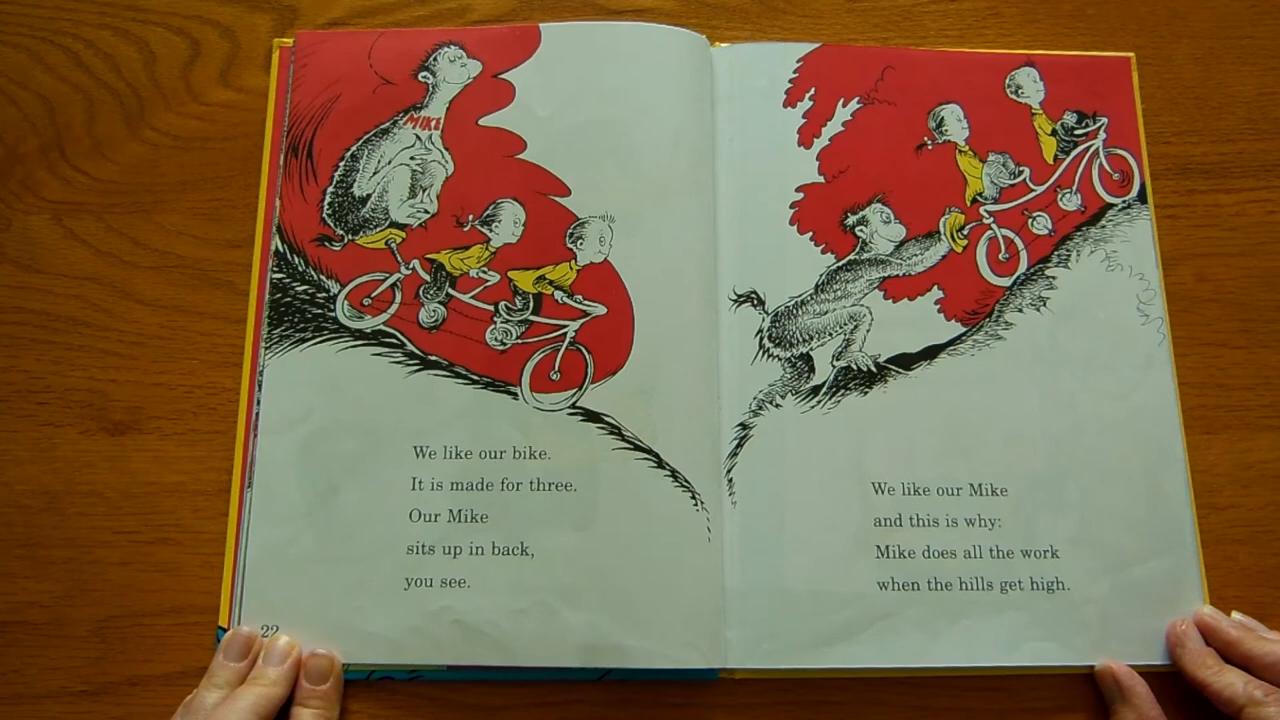 MIKE
We like our bike.
It is made for three.
Our Mike
sits up in back,
you see.
22
We like our Mike
and this is why:
Mike does all the work
when the hills get high.